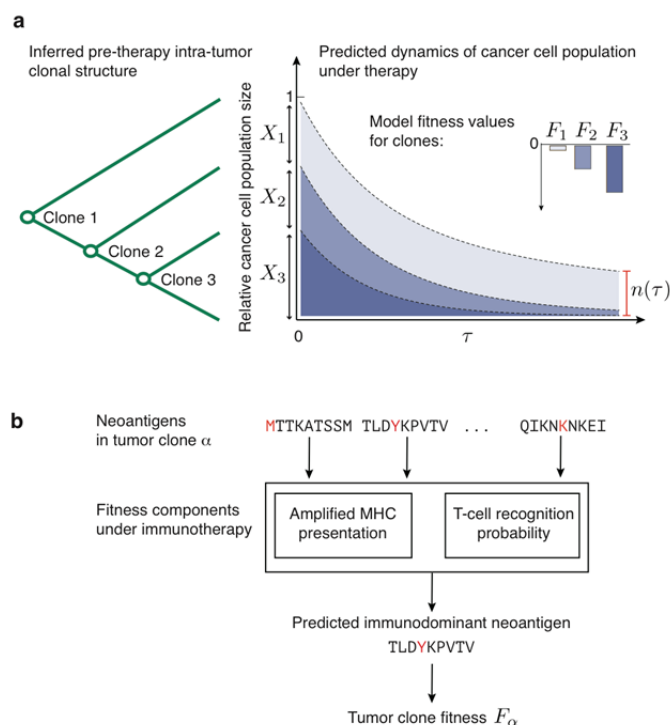 a
Inferred pre-therapy intra-tumor
clonal structure
Predicted dynamics of cancer cell population
under therapy
Relative cancer cell population size
1
X₁
X₂
X₃
Model fitness values
for clones:
F₁ F₂ F₃
0
Clone 1
Clone 2
Clone 3
n(τ)
0
τ
b
Neoantigens
in tumor clone α
MTTKATSSM TLDYKPVTV ... QIKNKNKEI
Fitness components
under immunotherapy
Amplified MHC
presentation
T-cell recognition
probability
Predicted immunodominant neoantigen
TLDYKPVTV
Tumor clone fitness Fα